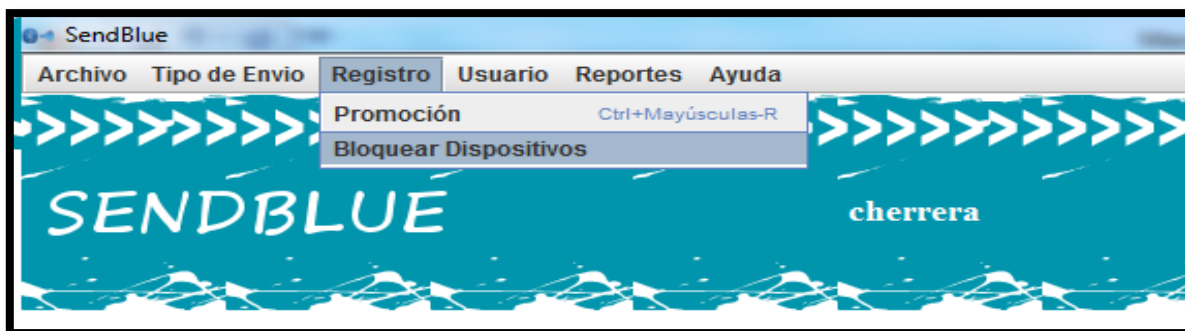 SendBlue
Archivo Tipo de Envio Registro Usuario Reportes Ayuda
Promoción Ctrl+Mayúsculas-R
Bloquear Dispositivos
SENDBLUE
cherrera